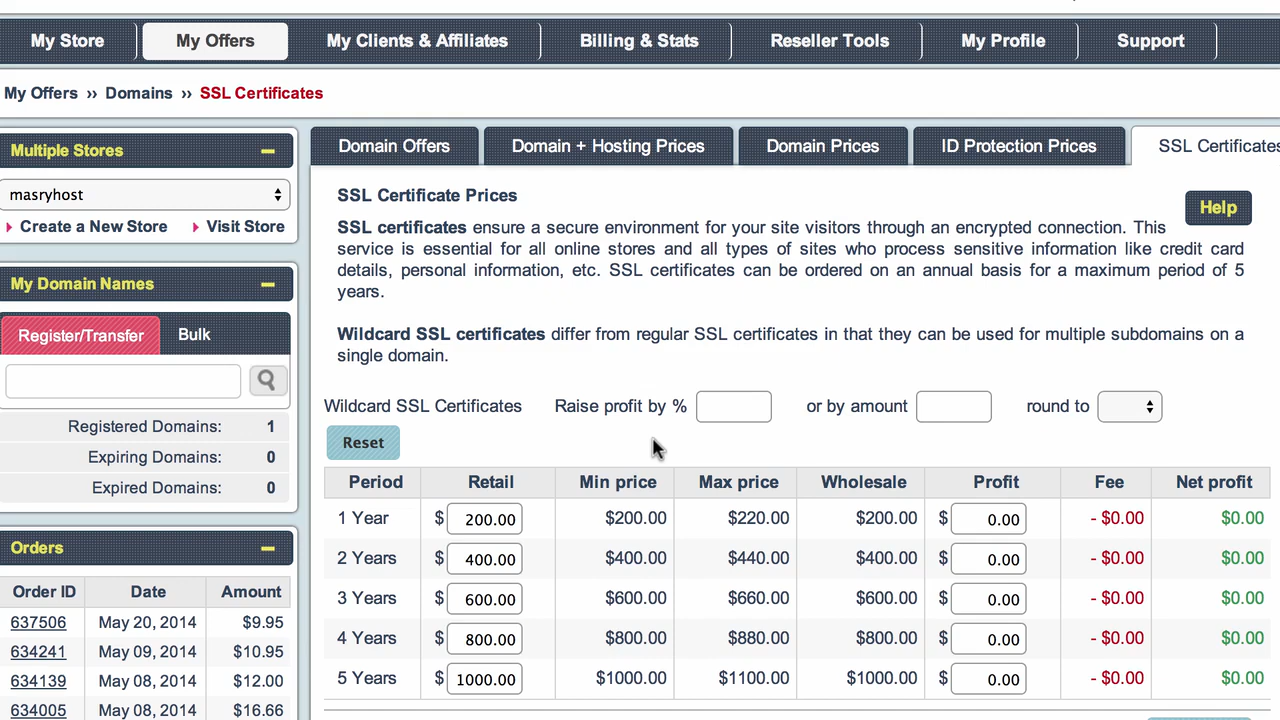 My Store My Offers My Clients & Affiliates Billing & Stats Reseller Tools My Profile Support
My Offers ›› Domains ›› SSL Certificates
Multiple Stores
masryhost
Create a New Store Visit Store
My Domain Names
Register/Transfer Bulk
Registered Domains: 1
Expiring Domains: 0
Expired Domains: 0
Orders
Order ID Date Amount
637506 May 20, 2014 $9.95
634241 May 09, 2014 $10.95
634139 May 08, 2014 $12.00
634005 May 08, 2014 $16.66
Domain Offers Domain + Hosting Prices Domain Prices ID Protection Prices SSL Certificates
SSL Certificate Prices
Help
SSL certificates ensure a secure environment for your site visitors through an encrypted connection. This
service is essential for all online stores and all types of sites who process sensitive information like credit card
details, personal information, etc. SSL certificates can be ordered on an annual basis for a maximum period of 5
years.
Wildcard SSL certificates differ from regular SSL certificates in that they can be used for multiple subdomains on a
single domain.
Wildcard SSL Certificates Raise profit by % or by amount round to
Reset
Period Retail Min price Max price Wholesale Profit Fee Net profit
1 Year $ 200.00 $200.00 $220.00 $200.00 $ 0.00 - $0.00 $0.00
2 Years $ 400.00 $400.00 $440.00 $400.00 $ 0.00 - $0.00 $0.00
3 Years $ 600.00 $600.00 $660.00 $600.00 $ 0.00 - $0.00 $0.00
4 Years $ 800.00 $800.00 $880.00 $800.00 $ 0.00 - $0.00 $0.00
5 Years $ 1000.00 $1000.00 $1100.00 $1000.00 $ 0.00 - $0.00 $0.00